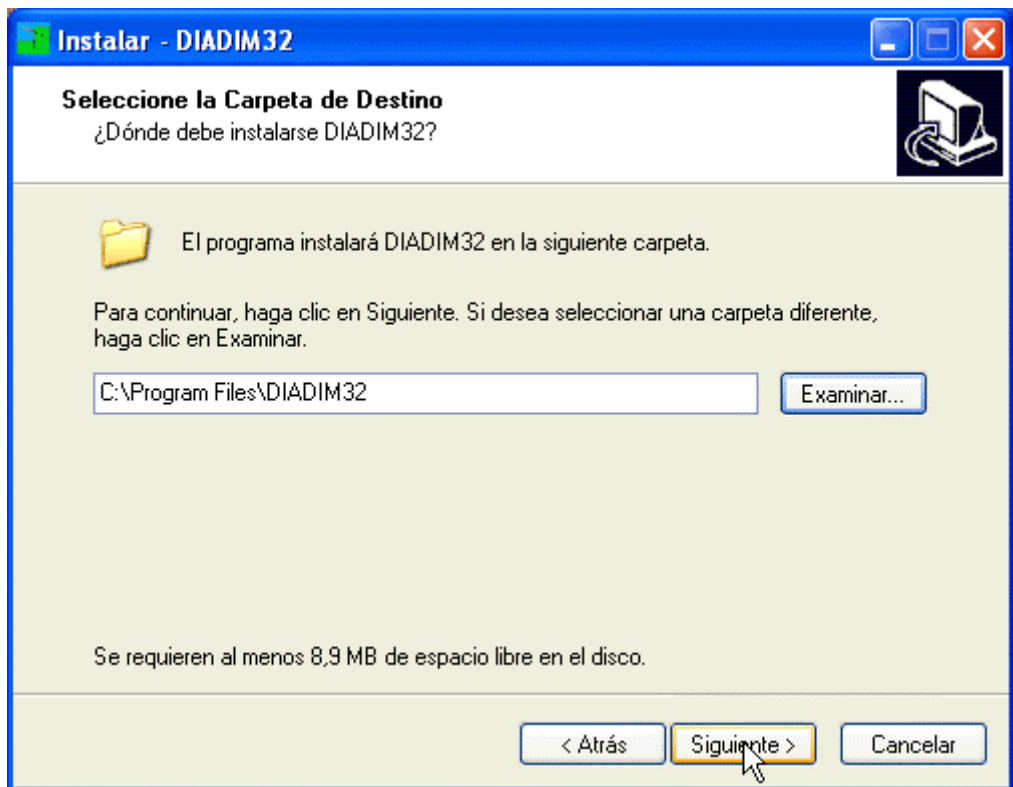 Instalar - DIADIM32
Seleccione la Carpeta de Destino
¿Dónde debe instalarse DIADIM32?
El programa instalará DIADIM32 en la siguiente carpeta.
Para continuar, haga clic en Siguiente. Si desea seleccionar una carpeta diferente,
haga clic en Examinar.
C:\Program Files\DIADIM32
Examinar...
Se requieren al menos 8,9 MB de espacio libre en el disco.
< Atrás
Siguiente >
Cancelar